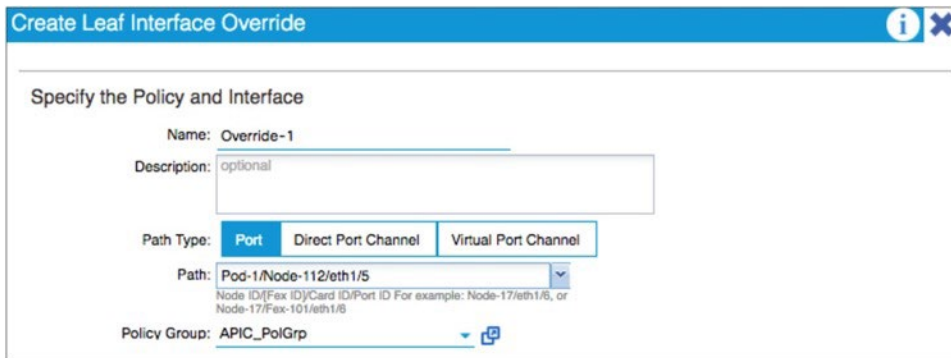 Create Leaf Interface Override
i
Specify the Policy and Interface
Name: Override-1
Description: optional
Path Type: Port Direct Port Channel Virtual Port Channel
Path: Pod-1/Node-112/eth1/5
Node ID/[Fex ID]/Card ID/Port ID For example: Node-17/eth1/6, or
Node-17/Fex-101/eth1/6
Policy Group: APIC_PolGrp